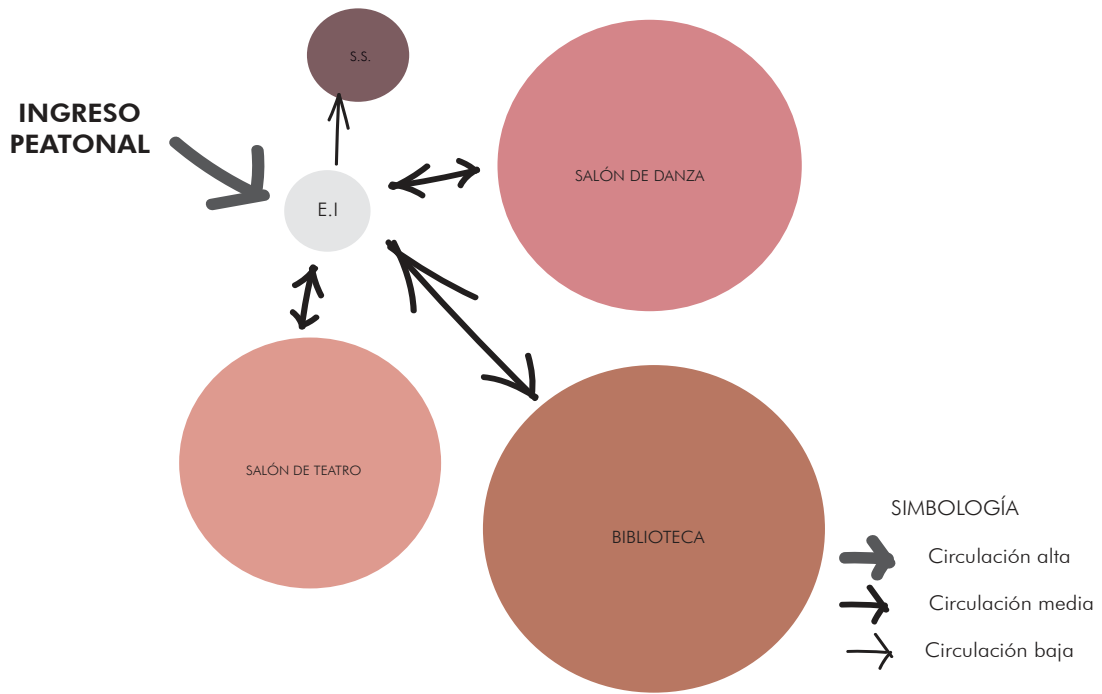 S.S.
INGRESO
PEATONAL
SALÓN DE DANZA
E.I
SALÓN DE TEATRO
BIBLIOTECA
SIMBOLOGÍA
Circulación alta
Circulación media
Circulación baja